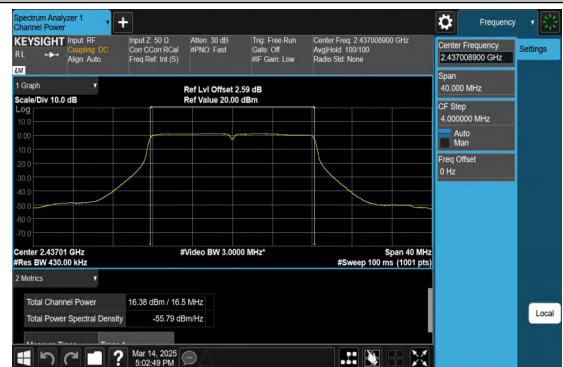 Spectrum Analyzer 1
Channel Power
Frequency
KEYSIGHT
RL
LXI
Input: RF
Coupling: DC
Align: Auto
Input Z: 50 Ω
Corr CCorr RCal
Freq Ref: Int (S)
Atten: 30 dB
#PNO: Fast
Trig: Free Run
Gate: Off
#IF Gain: Low
Center Freq: 2.437008900 GHz
Avg|Hold: 100/100
Radio Std: None
Center Frequency
2.437008900 GHz
Settings
Span
40.000 MHz
CF Step
4.000000 MHz
Auto
Man
Freq Offset
0 Hz
Local
1 Graph
Scale/Div 10.0 dB
Ref Lvl Offset 2.59 dB
Ref Value 20.00 dBm
Log
10.0
0.00
-10.0
-20.0
-30.0
-40.0
-50.0
-60.0
-70.0
Center 2.43701 GHz
#Res BW 430.00 kHz
#Video BW 3.0000 MHz*
Span 40 MHz
#Sweep 100 ms (1001 pts)
2 Metrics
Total Channel Power 16.38 dBm / 16.5 MHz
Total Power Spectral Density -55.79 dBm/Hz
?
Mar 14, 2025
5:02:49 PM